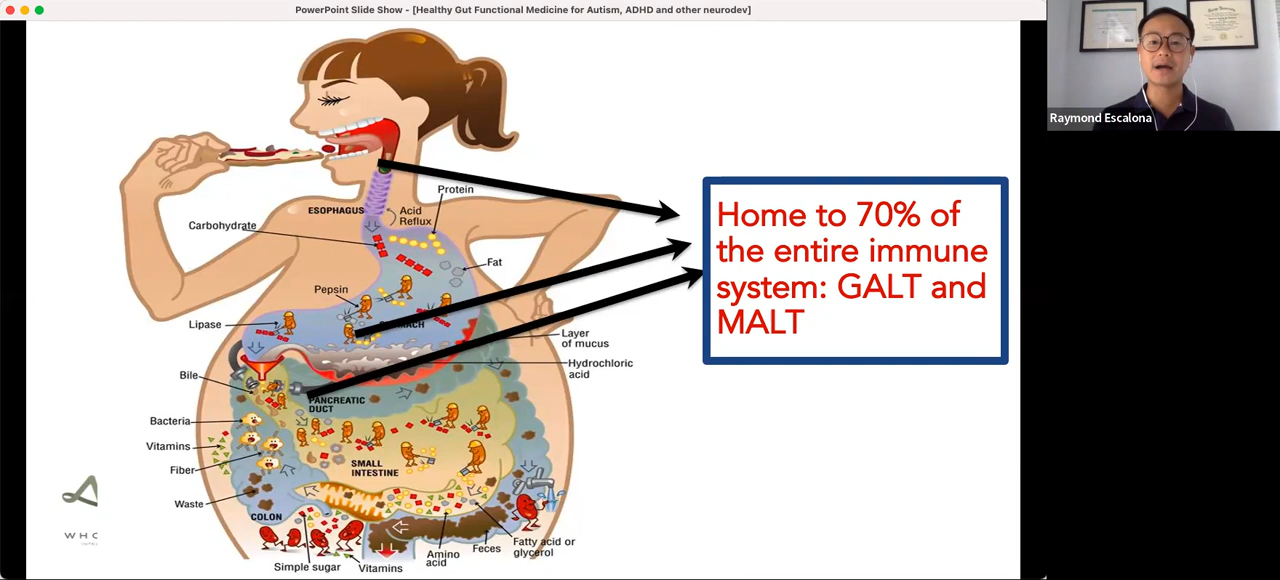 PowerPoint Slide Show - [Healthy Gut Functional Medicine for Autism, ADHD and other neurodev]
Raymond Escalona
Protein
ESOPHAGUS
Acid
Reflux
Carbohydrate
Fat
Pepsin
Lipase
Layer
of mucus
Hydrochloric
acid
Bile
PANCREATIC
DUCT
Bacteria
Vitamins
Fiber
SMALL
INTESTINE
Waste
COLON
Simple sugar
Vitamins
Amino
acid
Feces
Fatty acid or
glycerol
Home to 70% of
the entire immune
system: GALT and
MALT